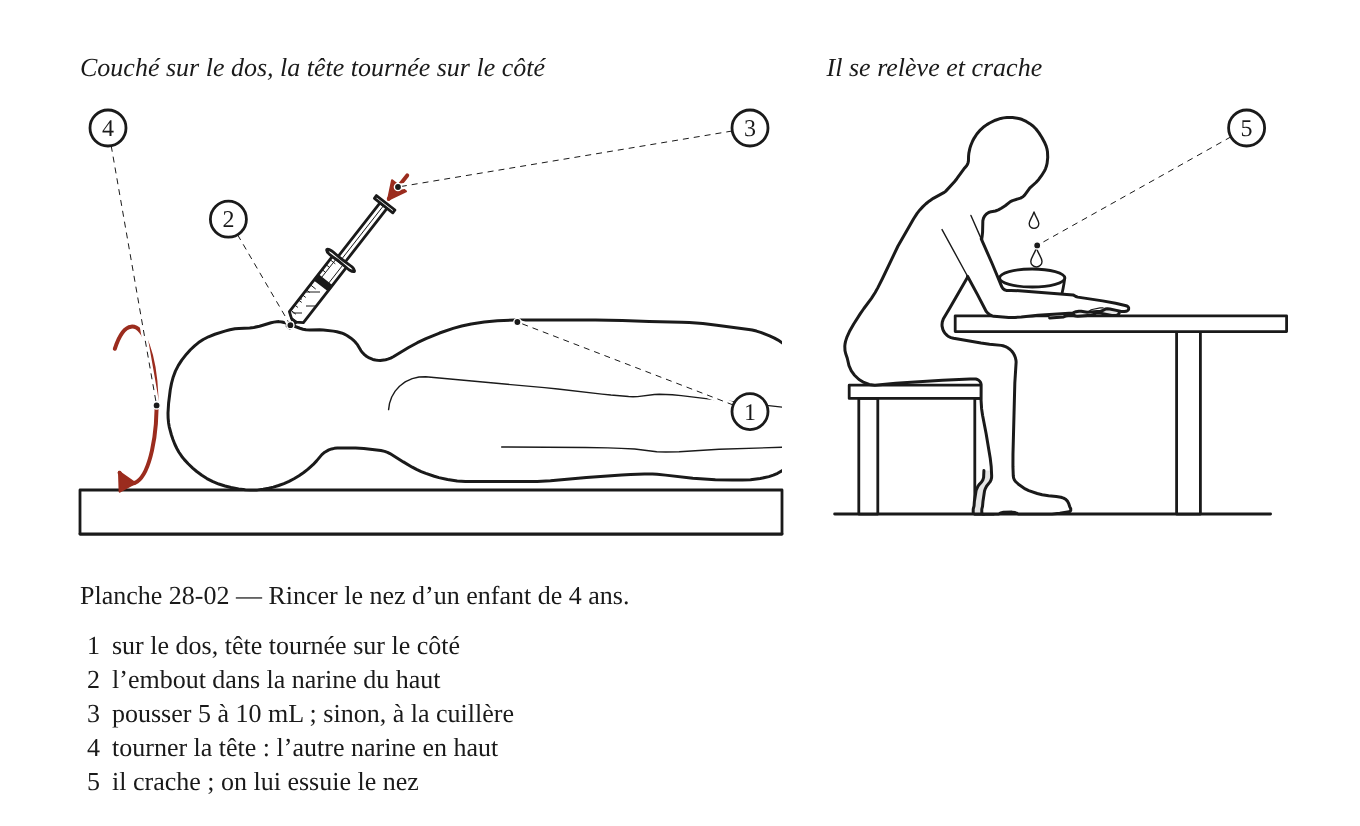 Couché sur le dos, la tête tournée sur le côté
Il se relève et crache
4
3
5
2
1
Planche 28-02 — Rincer le nez d’un enfant de 4 ans.
1 sur le dos, tête tournée sur le côté
2 l’embout dans la narine du haut
3 pousser 5 à 10 mL ; sinon, à la cuillère
4 tourner la tête : l’autre narine en haut
5 il crache ; on lui essuie le nez